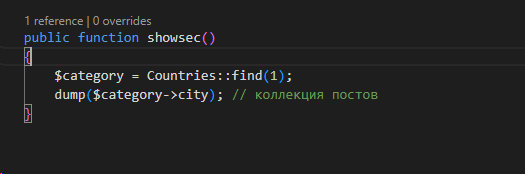 1 reference | 0 overrides
public function showsec()
{
    $category = Countries::find(1);
    dump($category->city); // коллекция постов
}